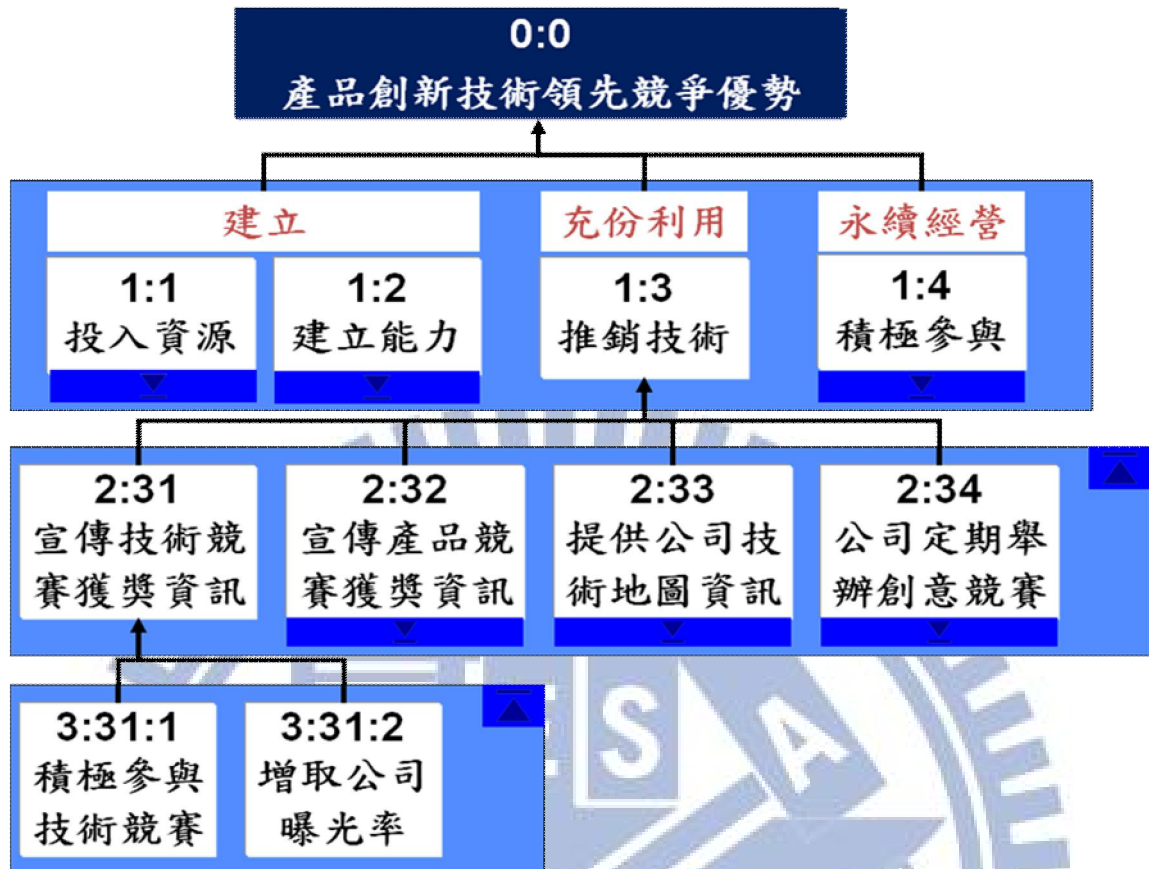 0:0
產品創新技術領先競爭優勢
建立
充份利用
永續經營
1:1
投入資源
1:2
建立能力
1:3
推銷技術
1:4
積極參與
2:31
宣傳技術競
賽獲獎資訊
2:32
宣傳產品競
賽獲獎資訊
2:33
提供公司技
術地圖資訊
2:34
公司定期舉
辦創意競賽
3:31:1
積極參與
技術競賽
3:31:2
增取公司
曝光率
S
A